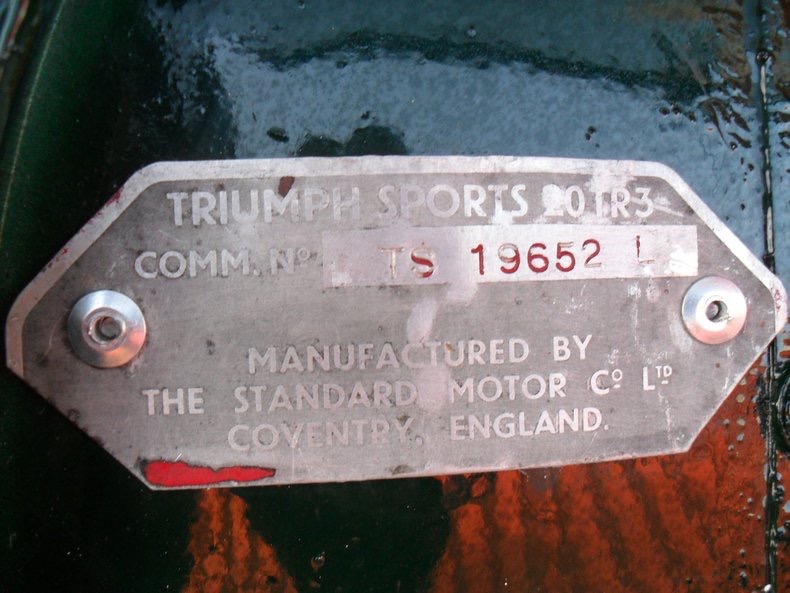 TRIUMPH SPORTS 20TR3
COMM. Nº TS 19652 L
MANUFACTURED BY
THE STANDARD MOTOR Cº LTD
COVENTRY, ENGLAND.